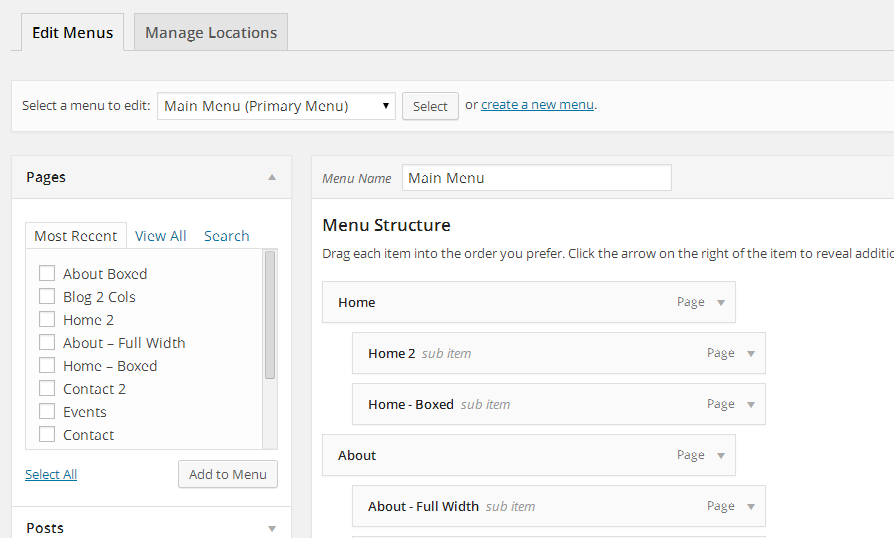 Edit Menus
Manage Locations
Select a menu to edit: Main Menu (Primary Menu) Select or create a new menu.
Pages
Most Recent View All Search
About Boxed
Blog 2 Cols
Home 2
About – Full Width
Home – Boxed
Contact 2
Events
Contact
Select All Add to Menu
Posts
Menu Name Main Menu
Menu Structure
Drag each item into the order you prefer. Click the arrow on the right of the item to reveal additio
Home Page
Home 2 sub item Page
Home - Boxed sub item Page
About Page
About - Full Width sub item Page